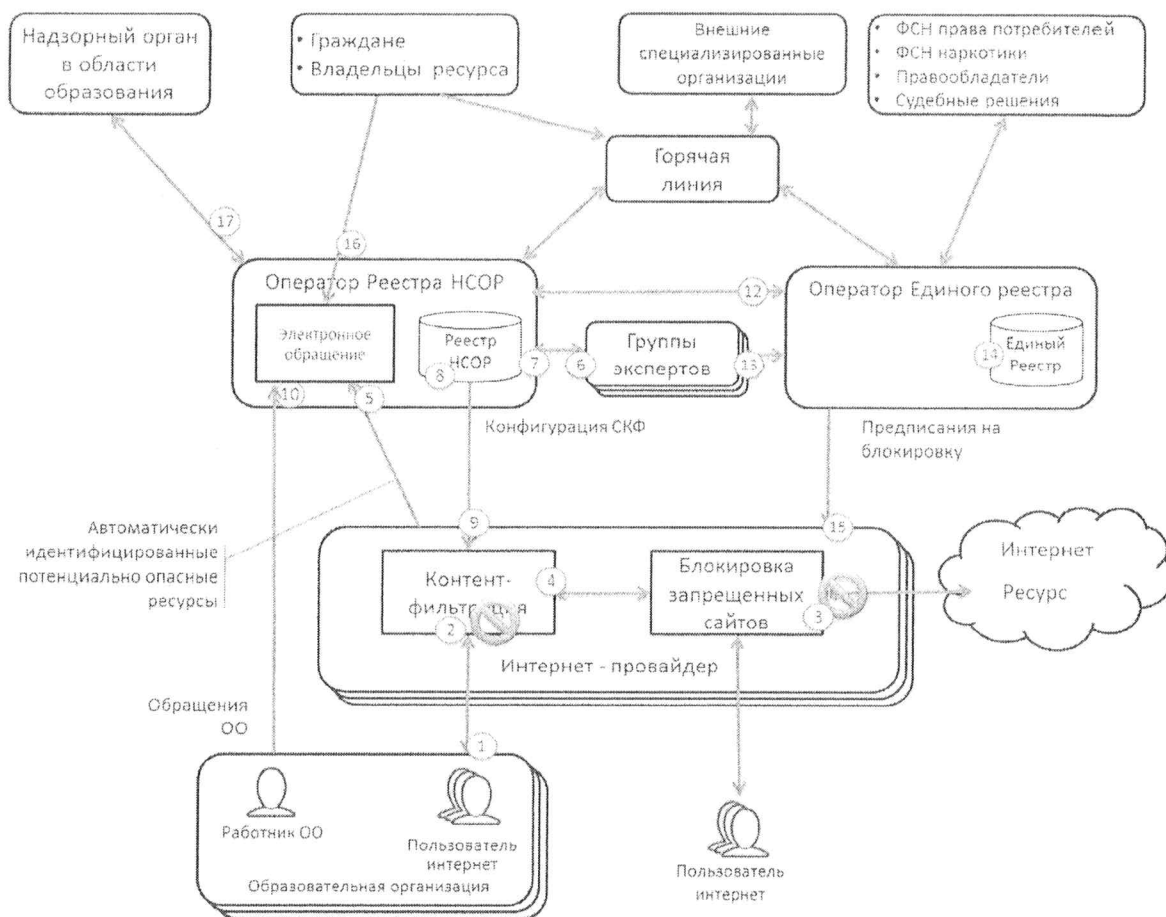 Надзорный орган
в области
образования
• Граждане
• Владельцы ресурса
Внешние
специализированные
организации
• ФСН права потребителей
• ФСН наркотики
• Правообладатели
• Судебные решения
Горячая
линия
17
16
Оператор Реестра НСОР
Электронное
обращение
Реестр
НСОР
8
10
5
7
6
Группы
экспертов
13
12
Оператор Единого реестра
Единый
Реестр
14
Конфигурация СКФ
Предписания на
блокировку
Автоматически
идентифицированные
потенциально опасные
ресурсы
9
15
Контент-
фильтрация
2
4
Блокировка
запрещенных
сайтов
3
Интернет
Ресурс
Интернет - провайдер
Обращения
ОО
1
Работник ОО
Пользователь
интернет
Образовательная организация
Пользователь
интернет